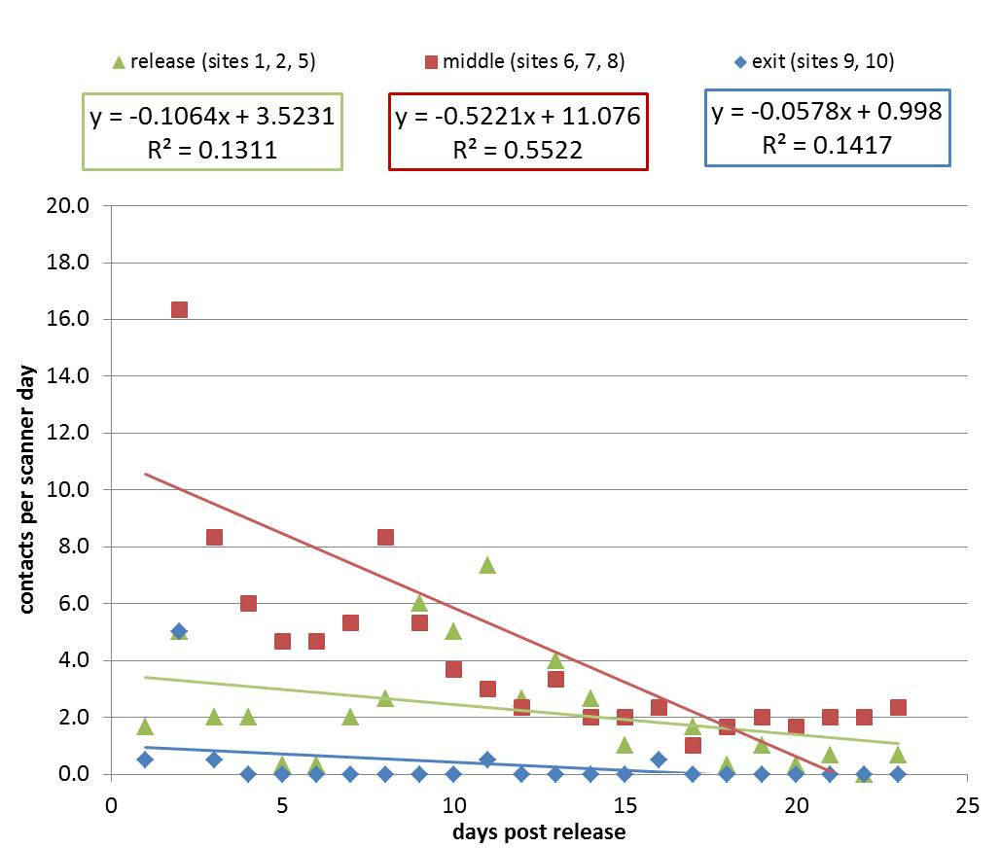 release (sites 1, 2, 5)
middle (sites 6, 7, 8)
exit (sites 9, 10)
y = -0.1064x + 3.5231
R² = 0.1311
y = -0.5221x + 11.076
R² = 0.5522
y = -0.0578x + 0.998
R² = 0.1417
20.0
18.0
16.0
14.0
12.0
10.0
8.0
6.0
4.0
2.0
0.0
contacts per scanner day
0
5
10
15
20
25
days post release